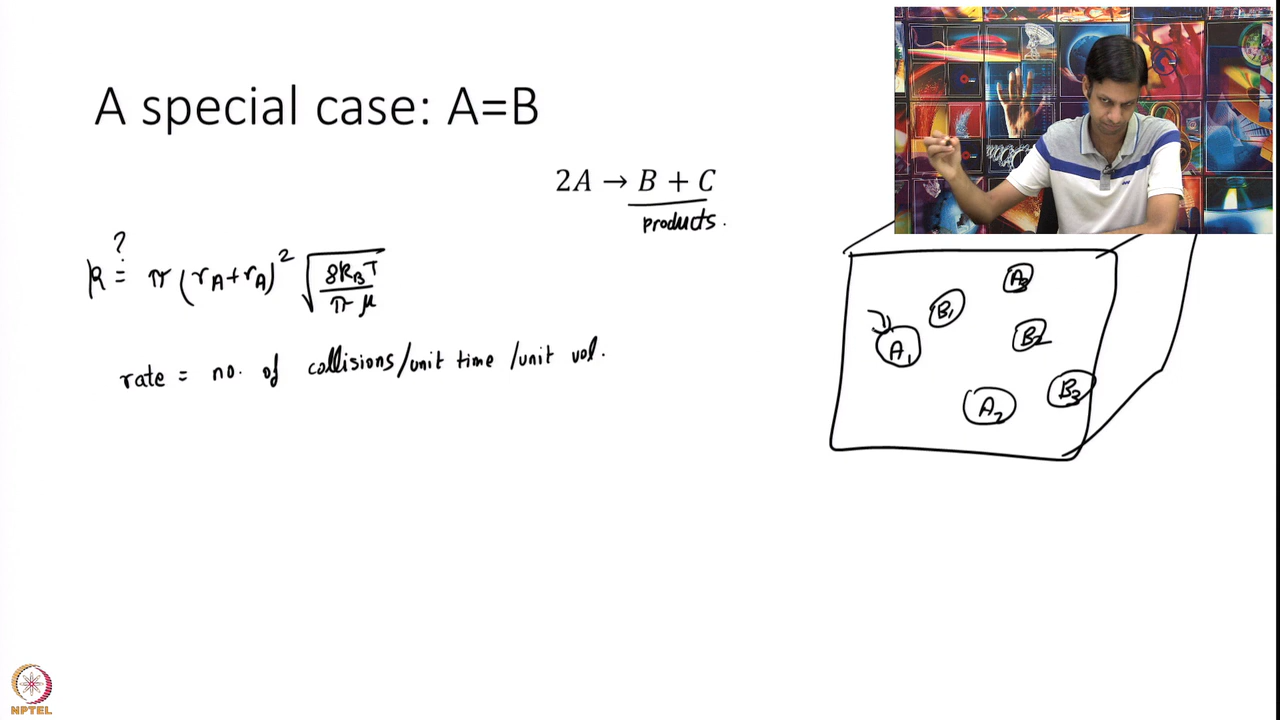 A special case: A=B
2A → B + C
products.
?
k = π (rA+rA)² √(8kBT / πμ)
rate = no. of collisions/unit time /unit vol.
A3
B1
B2
A1
B3
A2
NPTEL